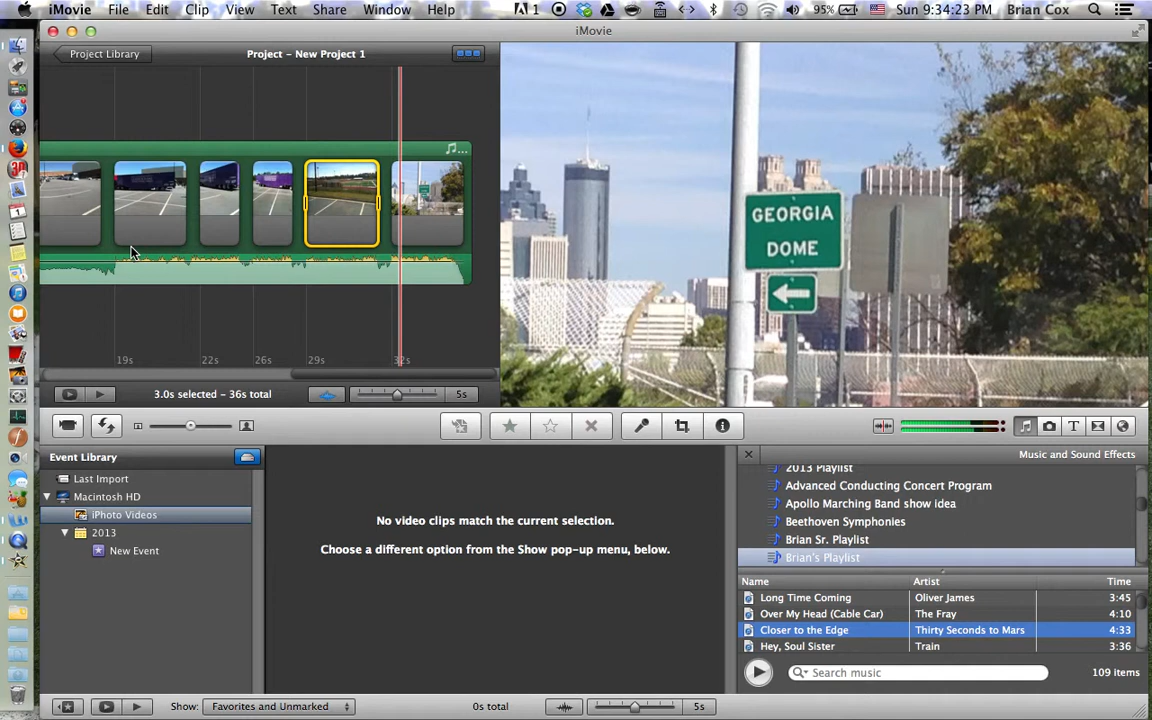 iMovie File Edit Clip View Text Share Window Help 1 95% Sun 9:34:23 PM Brian Cox
iMovie
Project Library Project – New Project 1
GEORGIA
DOME
19s 22s 26s 29s 32s
3.0s selected – 36s total 5s
Event Library
Music and Sound Effects
Last Import
Macintosh HD
iPhoto Videos
2013
New Event
No video clips match the current selection.
Choose a different option from the Show pop-up menu, below.
2013 Playlist
Advanced Conducting Concert Program
Apollo Marching Band show idea
Beethoven Symphonies
Brian Sr. Playlist
Brian's Playlist
Name Artist Time
Long Time Coming Oliver James 3:45
Over My Head (Cable Car) The Fray 4:10
Closer to the Edge Thirty Seconds to Mars 4:33
Hey, Soul Sister Train 3:36
Search music 109 items
Show: Favorites and Unmarked 0s total 5s